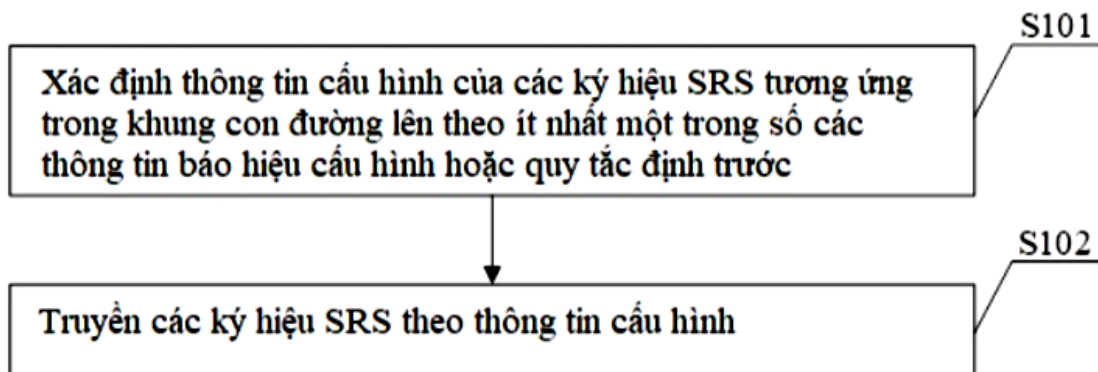 S101
Xác định thông tin cấu hình của các ký hiệu SRS tương ứng
trong khung con đường lên theo ít nhất một trong số các
thông tin báo hiệu cấu hình hoặc quy tắc định trước
S102
Truyền các ký hiệu SRS theo thông tin cấu hình